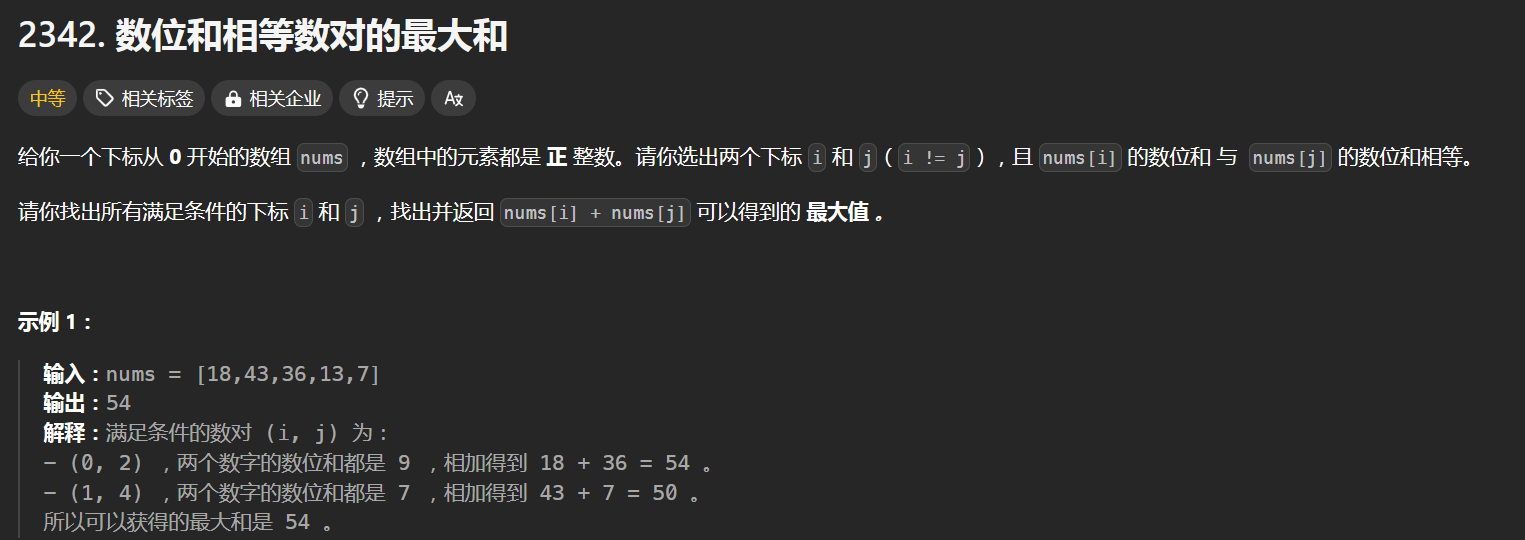 2342. 数位和相等数对的最大和
中等 相关标签 相关企业 提示
给你一个下标从 0 开始的数组 nums ，数组中的元素都是 正 整数。请你选出两个下标 i 和 j（i != j），且 nums[i] 的数位和 与 nums[j] 的数位和相等。
请你找出所有满足条件的下标 i 和 j ，找出并返回 nums[i] + nums[j] 可以得到的 最大值 。
示例 1：
输入：nums = [18,43,36,13,7]
输出：54
解释：满足条件的数对 (i, j) 为：
- (0, 2) ，两个数字的数位和都是 9 ，相加得到 18 + 36 = 54 。
- (1, 4) ，两个数字的数位和都是 7 ，相加得到 43 + 7 = 50 。
所以可以获得的最大和是 54 。